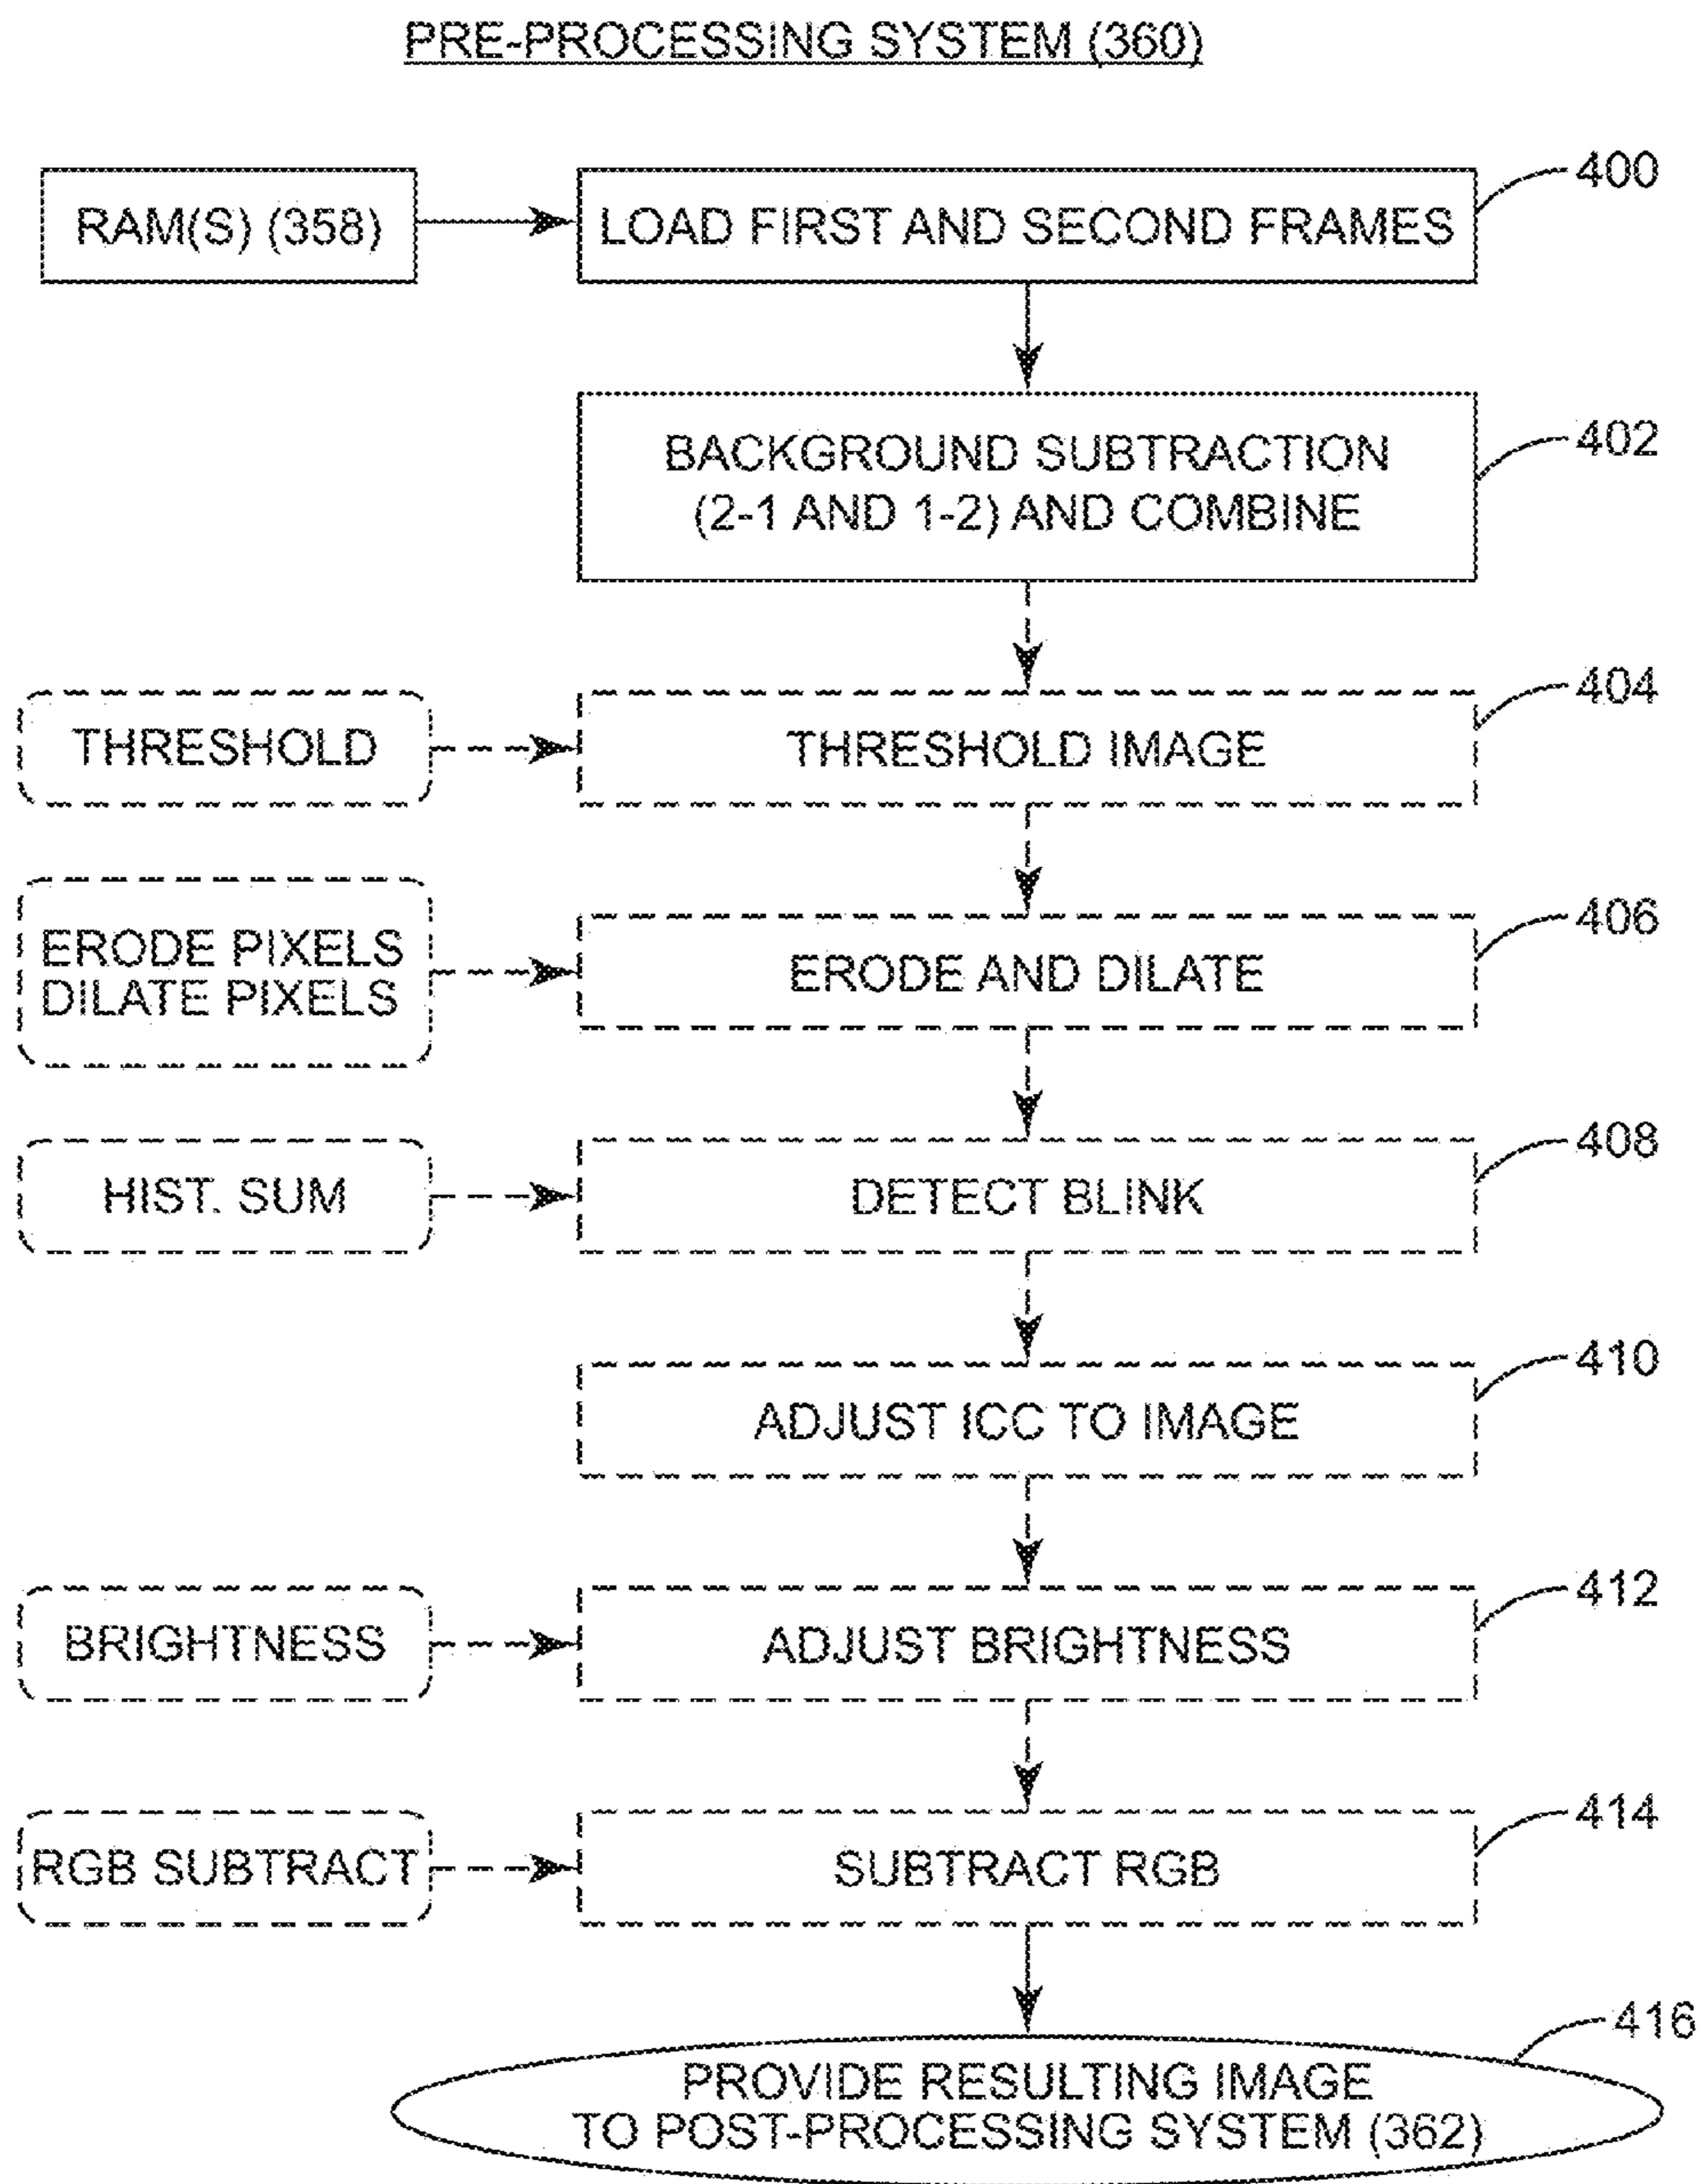 PRE-PROCESSING SYSTEM (360)
RAM(S) (358)
LOAD FIRST AND SECOND FRAMES
400
BACKGROUND SUBTRACTION
(2-1 AND 1-2) AND COMBINE
402
THRESHOLD
THRESHOLD IMAGE
404
ERODE PIXELS
DILATE PIXELS
ERODE AND DILATE
406
HIST. SUM
DETECT BLINK
408
ADJUST ICC TO IMAGE
410
BRIGHTNESS
ADJUST BRIGHTNESS
412
RGB SUBTRACT
SUBTRACT RGB
414
PROVIDE RESULTING IMAGE
TO POST-PROCESSING SYSTEM (362)
416